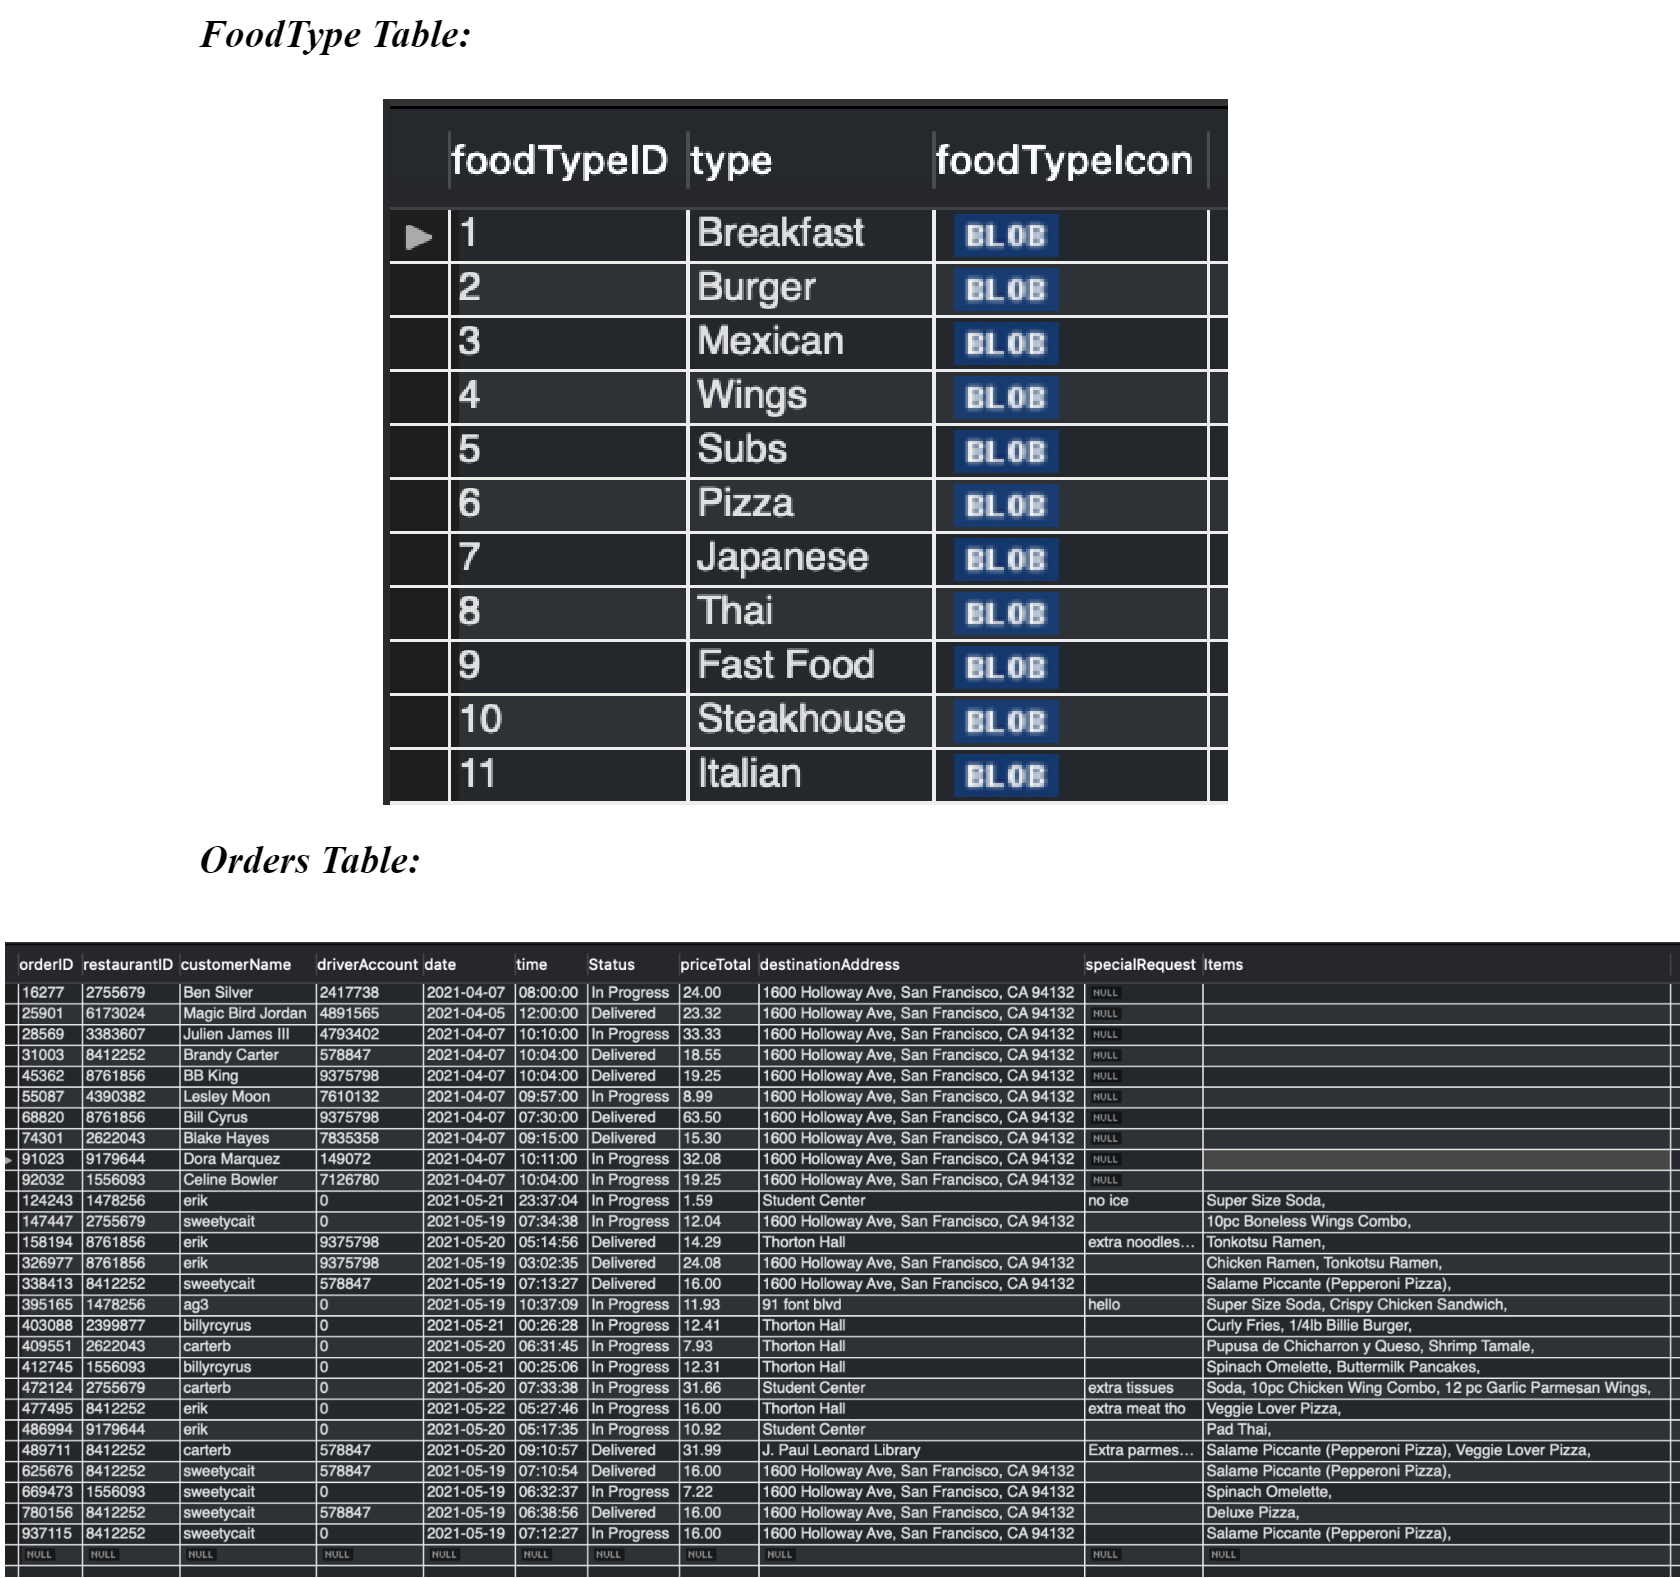 FoodType Table:
foodTypeID type foodTypeIcon
1 Breakfast BLOB
2 Burger BLOB
3 Mexican BLOB
4 Wings BLOB
5 Subs BLOB
6 Pizza BLOB
7 Japanese BLOB
8 Thai BLOB
9 Fast Food BLOB
10 Steakhouse BLOB
11 Italian BLOB
Orders Table:
orderID restaurantID customerName driverAccount date time Status priceTotal destinationAddress specialRequest Items
16277 2755679 Ben Silver 2417738 2021-04-07 08:00:00 In Progress 24.00 1600 Holloway Ave, San Francisco, CA 94132 NULL
25901 6173024 Magic Bird Jordan 4891565 2021-04-05 12:00:00 Delivered 23.32 1600 Holloway Ave, San Francisco, CA 94132 NULL
28569 3383607 Julien James III 4793402 2021-04-07 10:10:00 In Progress 33.33 1600 Holloway Ave, San Francisco, CA 94132 NULL
31003 8412252 Brandy Carter 578847 2021-04-07 10:04:00 Delivered 18.55 1600 Holloway Ave, San Francisco, CA 94132 NULL
45362 8761856 BB King 9375798 2021-04-07 10:04:00 Delivered 19.25 1600 Holloway Ave, San Francisco, CA 94132 NULL
55087 4390382 Lesley Moon 7610132 2021-04-07 09:57:00 In Progress 8.99 1600 Holloway Ave, San Francisco, CA 94132 NULL
68820 8761856 Bill Cyrus 9375798 2021-04-07 07:30:00 Delivered 63.50 1600 Holloway Ave, San Francisco, CA 94132 NULL
74301 2622043 Blake Hayes 7835358 2021-04-07 09:15:00 Delivered 15.30 1600 Holloway Ave, San Francisco, CA 94132 NULL
91023 9179644 Dora Marquez 149072 2021-04-07 10:11:00 In Progress 32.08 1600 Holloway Ave, San Francisco, CA 94132 NULL
92032 1556093 Celine Bowler 7126780 2021-04-07 10:04:00 In Progress 19.25 1600 Holloway Ave, San Francisco, CA 94132 NULL
124243 1478256 erik 0 2021-05-21 23:37:04 In Progress 1.59 Student Center no ice Super Size Soda,
147447 2755679 sweetycait 0 2021-05-19 07:34:38 In Progress 12.04 1600 Holloway Ave, San Francisco, CA 94132 10pc Boneless Wings Combo,
158194 8761856 erik 9375798 2021-05-20 05:14:56 Delivered 14.29 Thorton Hall extra noodles... Tonkotsu Ramen,
326977 8761856 erik 9375798 2021-05-19 03:02:35 Delivered 24.08 1600 Holloway Ave, San Francisco, CA 94132 Chicken Ramen, Tonkotsu Ramen,
338413 8412252 sweetycait 578847 2021-05-19 07:13:27 Delivered 16.00 1600 Holloway Ave, San Francisco, CA 94132 Salame Piccante (Pepperoni Pizza),
395165 1478256 ag3 0 2021-05-19 10:37:09 In Progress 11.93 91 font blvd hello Super Size Soda, Crispy Chicken Sandwich,
403088 2399877 billyrcyrus 0 2021-05-21 00:26:28 In Progress 12.41 Thorton Hall Curly Fries, 1/4lb Billie Burger,
409551 2622043 carterb 0 2021-05-20 06:31:45 In Progress 7.93 Thorton Hall Pupusa de Chicharron y Queso, Shrimp Tamale,
412745 1556093 billyrcyrus 0 2021-05-21 00:25:06 In Progress 12.31 Thorton Hall Spinach Omelette, Buttermilk Pancakes,
472124 2755679 carterb 0 2021-05-20 07:33:38 In Progress 31.66 Student Center extra tissues Soda, 10pc Chicken Wing Combo, 12 pc Garlic Parmesan Wings,
477495 8412252 erik 0 2021-05-22 05:27:46 In Progress 16.00 Thorton Hall extra meat tho Veggie Lover Pizza,
486994 9179644 erik 0 2021-05-20 05:17:35 In Progress 10.92 Student Center Pad Thai,
489711 8412252 carterb 578847 2021-05-20 09:10:57 Delivered 31.99 J. Paul Leonard Library Extra parmes... Salame Piccante (Pepperoni Pizza), Veggie Lover Pizza,
625676 8412252 sweetycait 578847 2021-05-19 07:10:54 Delivered 16.00 1600 Holloway Ave, San Francisco, CA 94132 Salame Piccante (Pepperoni Pizza),
669473 1556093 sweetycait 0 2021-05-19 06:32:37 In Progress 7.22 1600 Holloway Ave, San Francisco, CA 94132 Spinach Omelette,
780156 8412252 sweetycait 578847 2021-05-19 06:38:56 Delivered 16.00 1600 Holloway Ave, San Francisco, CA 94132 Deluxe Pizza,
937115 8412252 sweetycait 0 2021-05-19 07:12:27 In Progress 16.00 1600 Holloway Ave, San Francisco, CA 94132 Salame Piccante (Pepperoni Pizza),
NULL NULL NULL NULL NULL NULL NULL NULL NULL NULL NULL